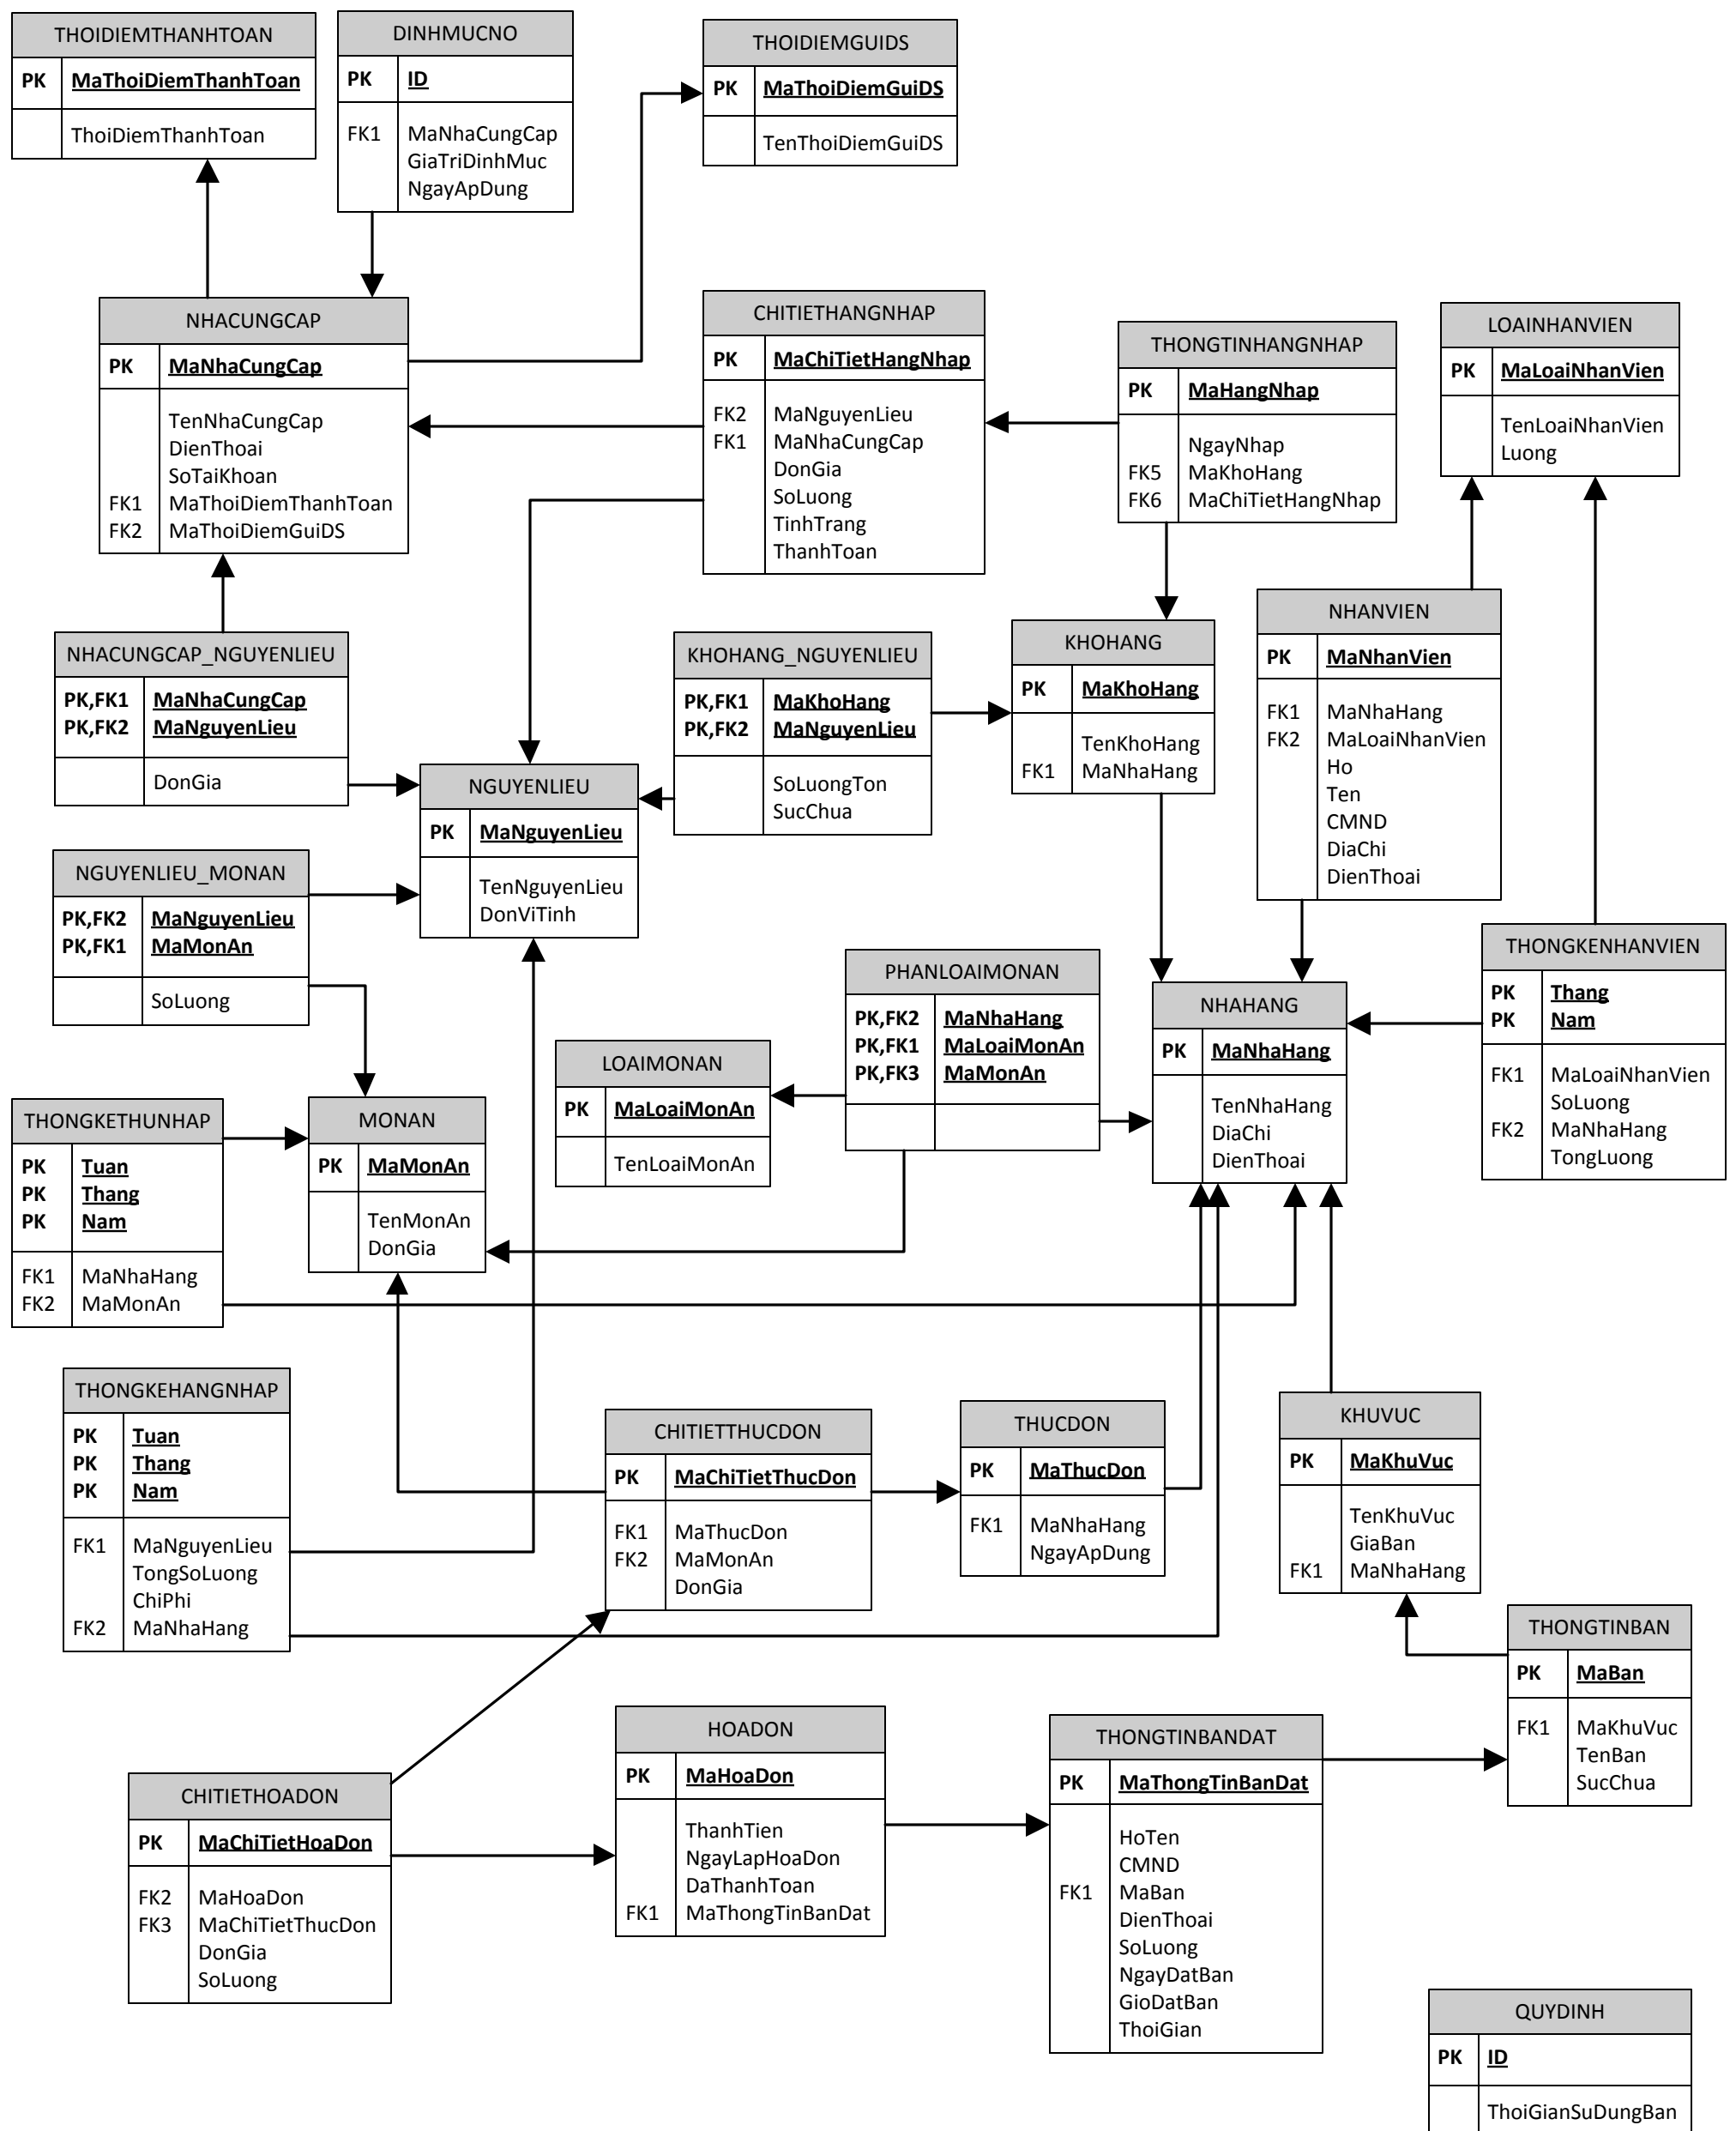 THOIDIEMTHANHTOAN
PK MaThoiDiemThanhToan
ThoiDiemThanhToan
DINHMUCNO
PK ID
FK1 MaNhaCungCap
GiaTriDinhMuc
NgayApDung
THOIDIEMGUIDS
PK MaThoiDiemGuiDS
TenThoiDiemGuiDS
NHACUNGCAP
PK MaNhaCungCap
TenNhaCungCap
DienThoai
SoTaiKhoan
FK1 MaThoiDiemThanhToan
FK2 MaThoiDiemGuiDS
CHITIETHANGNHAP
PK MaChiTietHangNhap
FK2 MaNguyenLieu
FK1 MaNhaCungCap
DonGia
SoLuong
TinhTrang
ThanhToan
THONGTINHANGNHAP
PK MaHangNhap
NgayNhap
FK5 MaKhoHang
FK6 MaChiTietHangNhap
LOAINHANVIEN
PK MaLoaiNhanVien
TenLoaiNhanVien
Luong
NHACUNGCAP_NGUYENLIEU
PK,FK1 MaNhaCungCap
PK,FK2 MaNguyenLieu
DonGia
KHOHANG_NGUYENLIEU
PK,FK1 MaKhoHang
PK,FK2 MaNguyenLieu
SoLuongTon
SucChua
KHOHANG
PK MaKhoHang
TenKhoHang
FK1 MaNhaHang
NHANVIEN
PK MaNhanVien
FK1 MaNhaHang
FK2 MaLoaiNhanVien
Ho
Ten
CMND
DiaChi
DienThoai
NGUYENLIEU
PK MaNguyenLieu
TenNguyenLieu
DonViTinh
NGUYENLIEU_MONAN
PK,FK2 MaNguyenLieu
PK,FK1 MaMonAn
SoLuong
PHANLOAIMONAN
PK,FK2 MaNhaHang
PK,FK1 MaLoaiMonAn
PK,FK3 MaMonAn
NHAHANG
PK MaNhaHang
TenNhaHang
DiaChi
DienThoai
THONGKENHANVIEN
PK Thang
PK Nam
FK1 MaLoaiNhanVien
SoLuong
FK2 MaNhaHang
TongLuong
LOAIMONAN
PK MaLoaiMonAn
TenLoaiMonAn
THONGKETHUNHAP
PK Tuan
PK Thang
PK Nam
FK1 MaNhaHang
FK2 MaMonAn
MONAN
PK MaMonAn
TenMonAn
DonGia
THONGKEHANGNHAP
PK Tuan
PK Thang
PK Nam
FK1 MaNguyenLieu
TongSoLuong
ChiPhi
FK2 MaNhaHang
CHITIETTHUCDON
PK MaChiTietThucDon
FK1 MaThucDon
FK2 MaMonAn
DonGia
THUCDON
PK MaThucDon
FK1 MaNhaHang
NgayApDung
KHUVUC
PK MaKhuVuc
TenKhuVuc
GiaBan
FK1 MaNhaHang
THONGTINBAN
PK MaBan
FK1 MaKhuVuc
TenBan
SucChua
HOADON
PK MaHoaDon
ThanhTien
NgayLapHoaDon
DaThanhToan
FK1 MaThongTinBanDat
THONGTINBANDAT
PK MaThongTinBanDat
HoTen
CMND
FK1 MaBan
DienThoai
SoLuong
NgayDatBan
GioDatBan
ThoiGian
CHITIETHOADON
PK MaChiTietHoaDon
FK2 MaHoaDon
FK3 MaChiTietThucDon
DonGia
SoLuong
QUYDINH
PK ID
ThoiGianSuDungBan